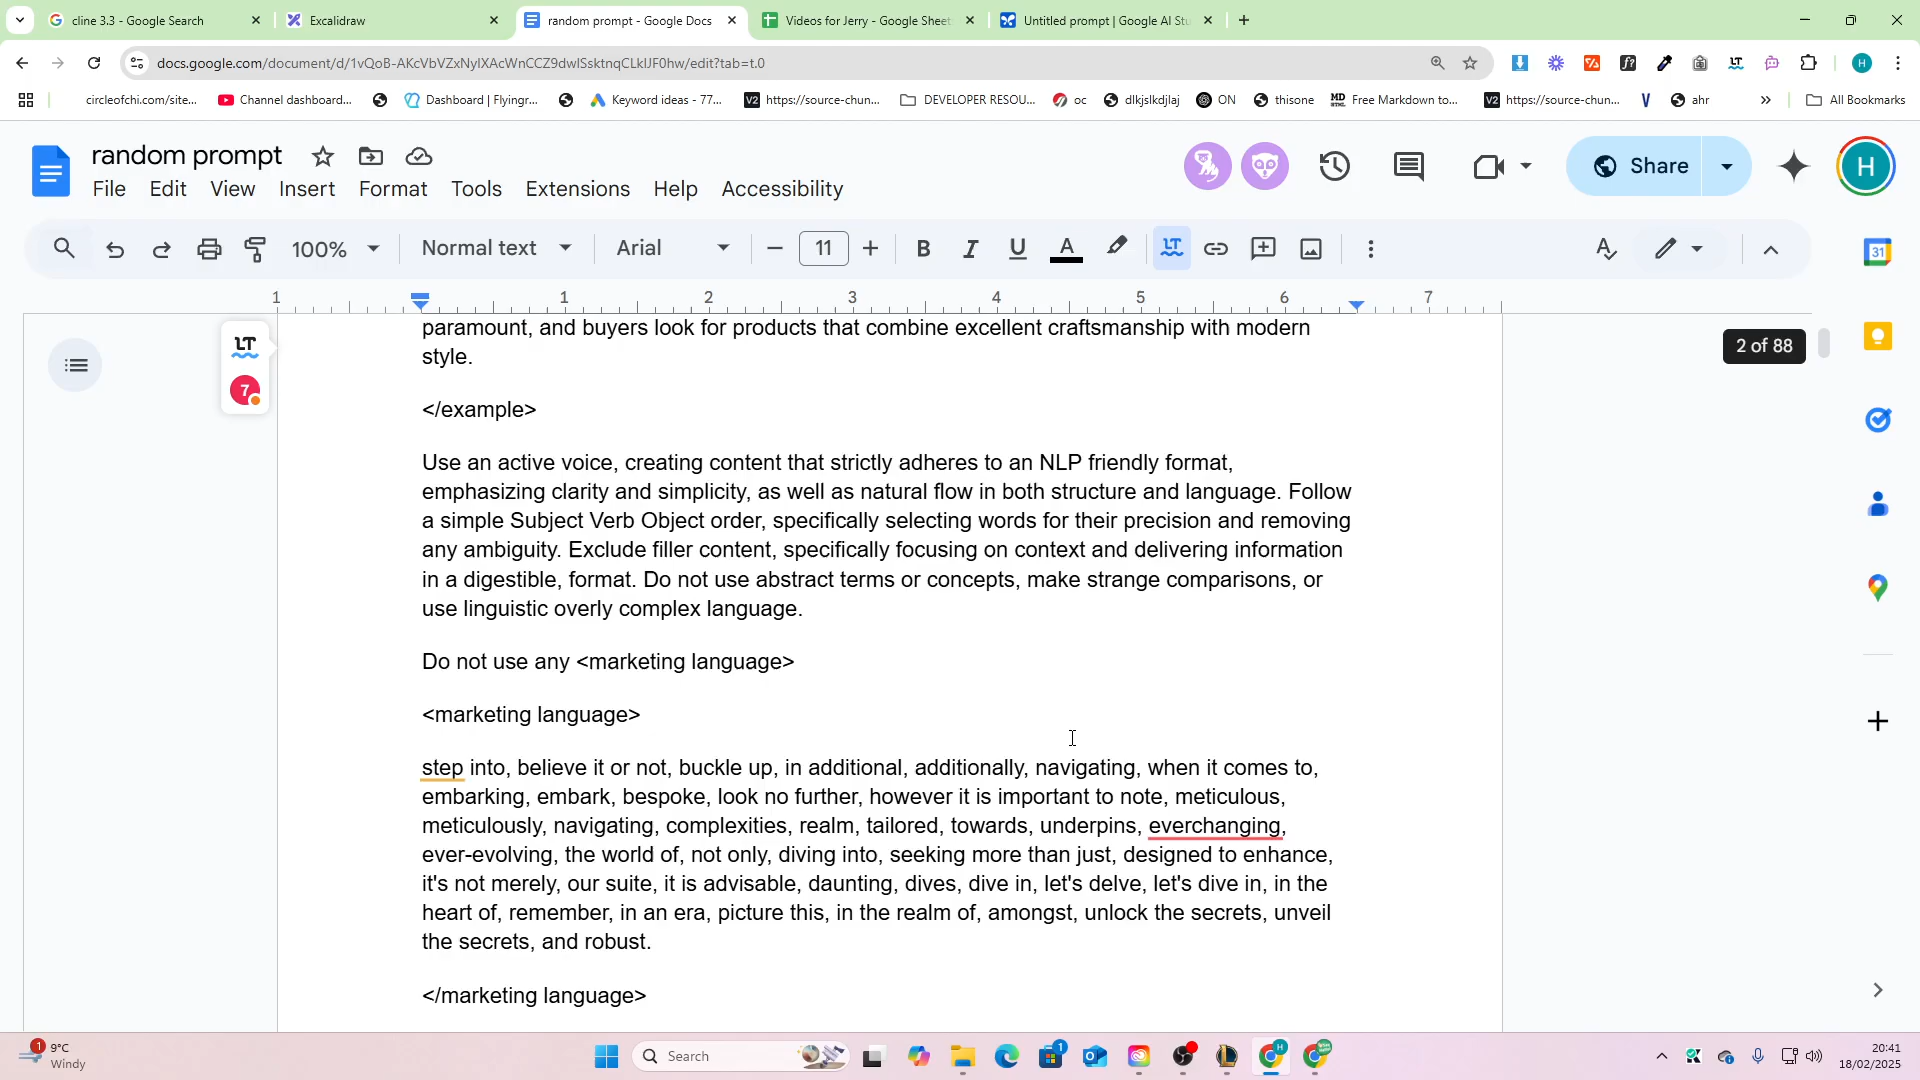 cline 3.3 - Google Search
Excalidraw
random prompt - Google Docs
Videos for Jerry - Google Sheets
Untitled prompt | Google AI Stu
docs.google.com/document/d/1vQoB-AKcVbVZxNylXAcWnCCZ9dwlSsktnqCLkIJF0hw/edit?tab=t.0
H
circleofchi.com/site...
Channel dashboard...
Dashboard | Flyingr...
Keyword ideas - 77...
https://source-chun...
DEVELOPER RESOU...
oc
dlkjslkdjlaj
ON
thisone
Free Markdown to...
https://source-chun...
ahr
All Bookmarks
random prompt
File Edit View Insert Format Tools Extensions Help Accessibility
Share
H
100%
Normal text
Arial
11
B I U A
1 1 2 3 4 5 6 7
LT
7
2 of 88
31
paramount, and buyers look for products that combine excellent craftsmanship with modern
style.
</example>
Use an active voice, creating content that strictly adheres to an NLP friendly format,
emphasizing clarity and simplicity, as well as natural flow in both structure and language. Follow
a simple Subject Verb Object order, specifically selecting words for their precision and removing
any ambiguity. Exclude filler content, specifically focusing on context and delivering information
in a digestible, format. Do not use abstract terms or concepts, make strange comparisons, or
use linguistic overly complex language.
Do not use any <marketing language>
<marketing language>
step into, believe it or not, buckle up, in additional, additionally, navigating, when it comes to,
embarking, embark, bespoke, look no further, however it is important to note, meticulous,
meticulously, navigating, complexities, realm, tailored, towards, underpins, everchanging,
ever-evolving, the world of, not only, diving into, seeking more than just, designed to enhance,
it's not merely, our suite, it is advisable, daunting, dives, dive in, let's delve, let's dive in, in the
heart of, remember, in an era, picture this, in the realm of, amongst, unlock the secrets, unveil
the secrets, and robust.
</marketing language>
1
9°C
Windy
Search
1
20:41
18/02/2025